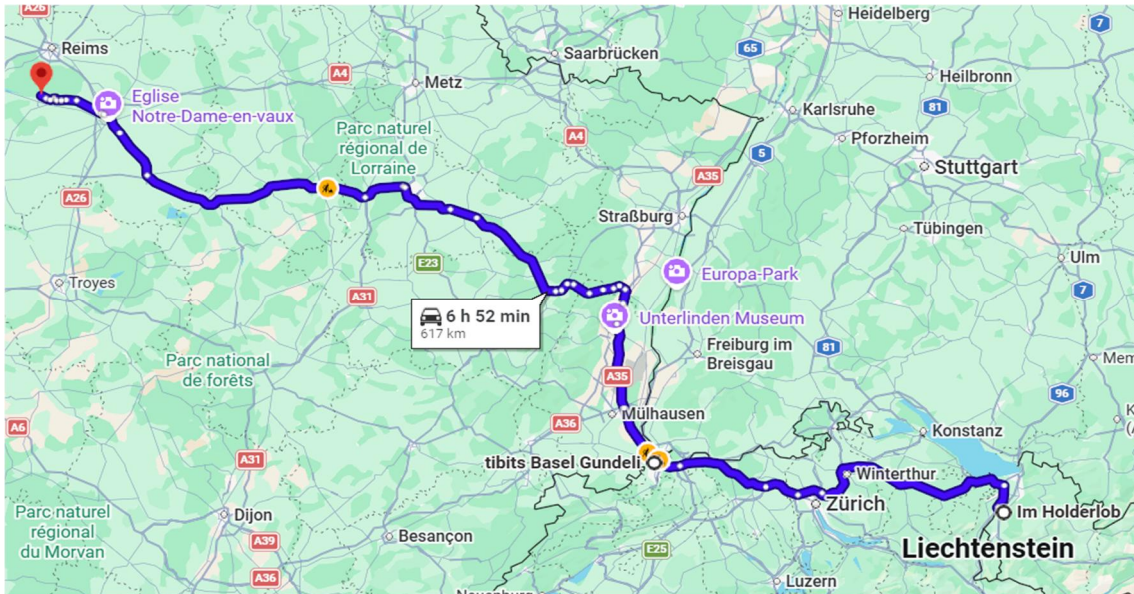 A26
Reims
Saarbrücken
Heidelberg
7
65
A4
Metz
Heilbronn
Eglise
Notre-Dame-en-vaux
Karlsruhe
81
Parc naturel
régional de
Lorraine
A4
Pforzheim
5
Stuttgart
A35
A26
Straßburg
Tübingen
Ulm
E23
Europa-Park
Troyes
A31
7
6 h 52 min
617 km
Unterlinden Museum
Freiburg im
Breisgau
81
Parc national
de forêts
Mem
A35
96
A6
A36
Mülhausen
K
(A
Konstanz
A31
tibits Basel Gundeli
Winterthur
Zürich
Im Holderlob
Parc naturel
régional
du Morvan
Dijon
Besançon
A39
E25
Liechtenstein
A36
Luzern